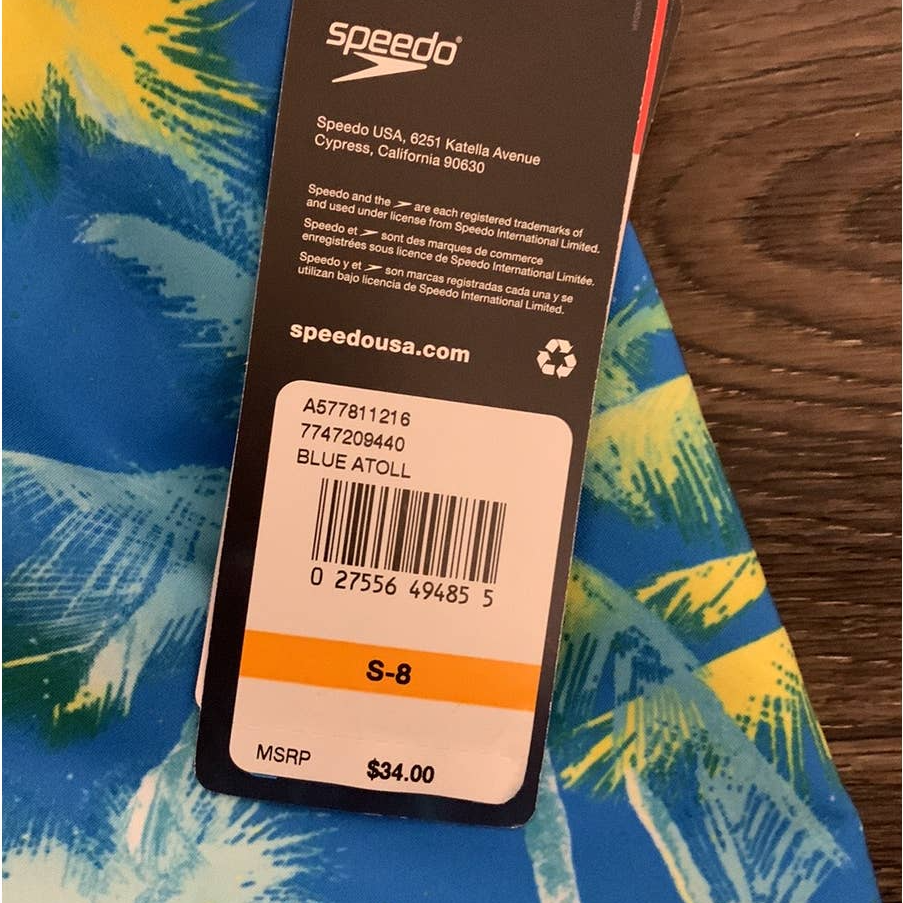 speedo®
Speedo USA, 6251 Katella Avenue
Cypress, California 90630
Speedo and the are each registered trademarks of
and used under license from Speedo International Limited.
Speedo et sont des marques de commerce
enregistrées sous licence de Speedo International Limitée.
Speedo y et son marcas registradas cada una y se
utilizan bajo licencia de Speedo International Limited.
speedousa.com
A577811216
7747209440
BLUE ATOLL
0 27556 49485 5
S-8
MSRP $34.00